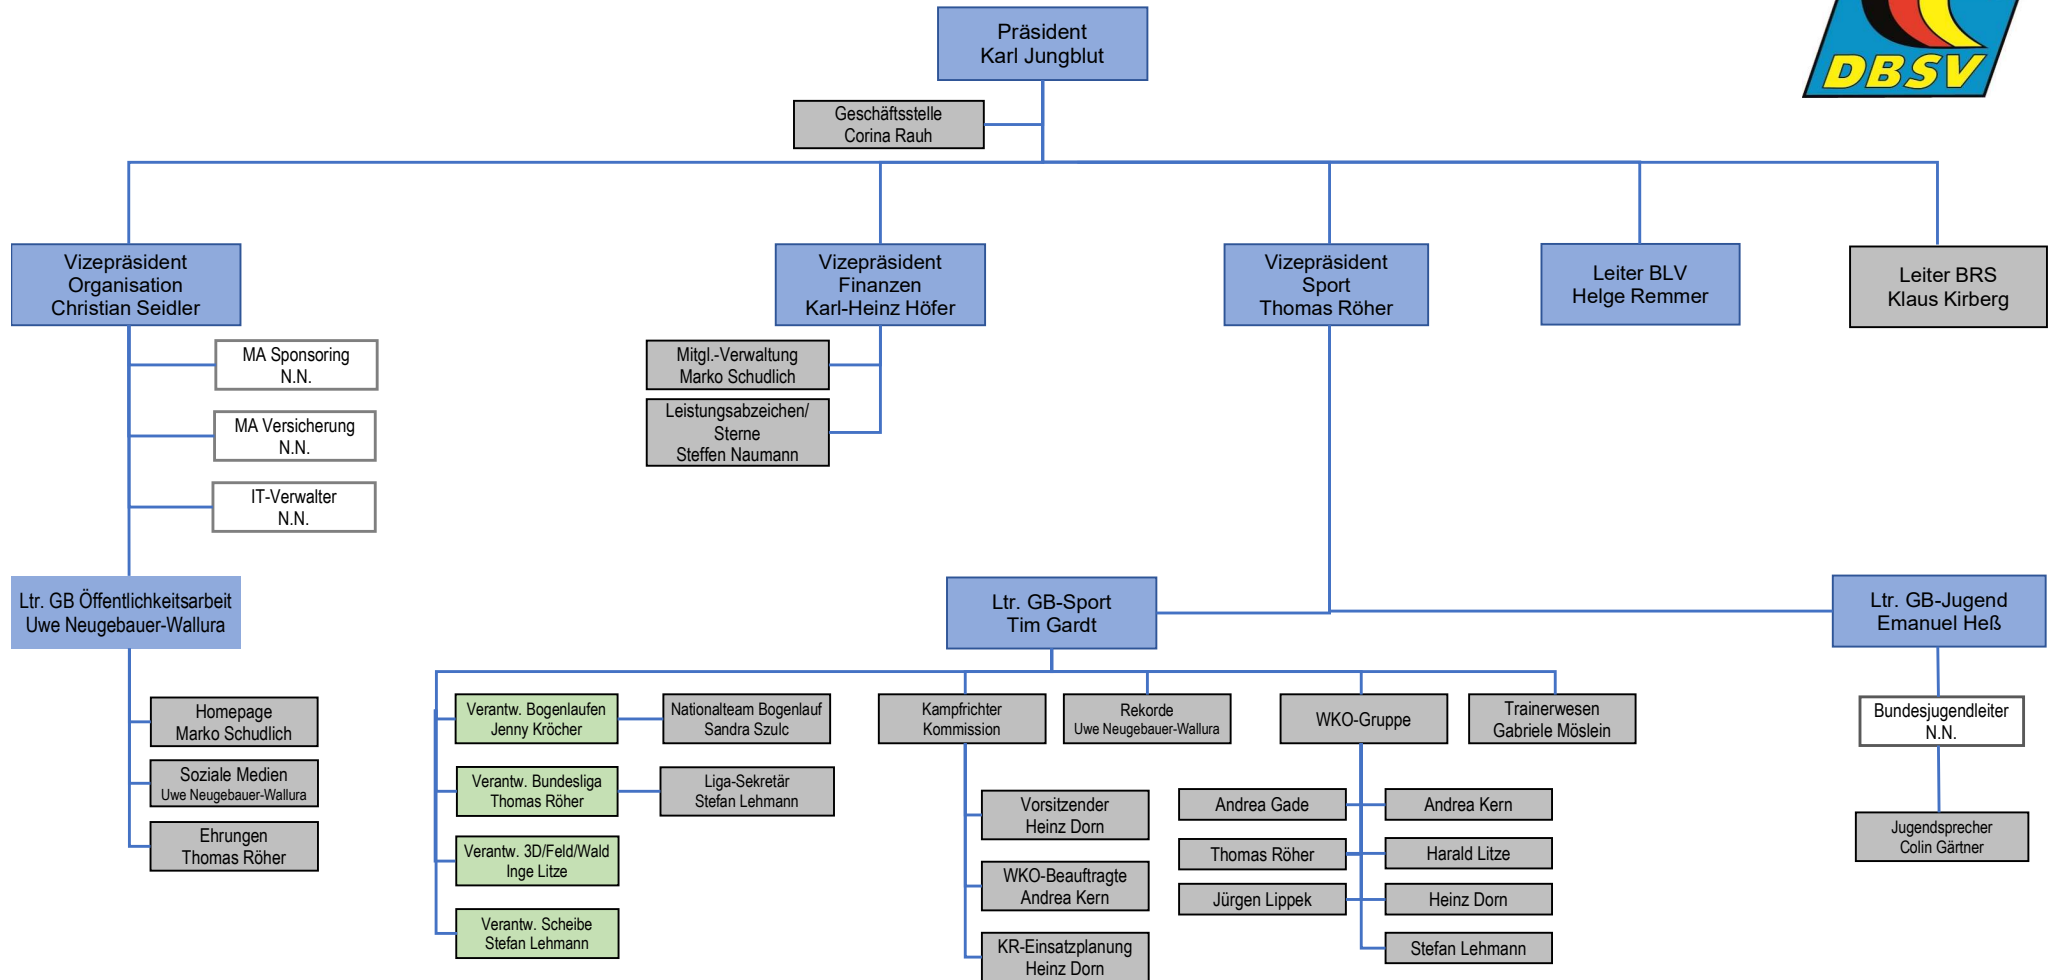 Präsident
Karl Jungblut
DBSV
Geschäftsstelle
Corina Rauh
Vizepräsident
Organisation
Christian Seidler
Vizepräsident
Finanzen
Karl-Heinz Höfer
Vizepräsident
Sport
Thomas Röher
Leiter BLV
Helge Remmer
Leiter BRS
Klaus Kirberg
MA Sponsoring
N.N.
MA Versicherung
N.N.
IT-Verwalter
N.N.
Mitgl.-Verwaltung
Marko Schudlich
Leistungsabzeichen/
Sterne
Steffen Naumann
Ltr. GB Öffentlichkeitsarbeit
Uwe Neugebauer-Wallura
Ltr. GB-Sport
Tim Gardt
Ltr. GB-Jugend
Emanuel Heß
Homepage
Marko Schudlich
Soziale Medien
Uwe Neugebauer-Wallura
Ehrungen
Thomas Röher
Verantw. Bogenlaufen
Jenny Kröcher
Nationalteam Bogenlauf
Sandra Szulc
Verantw. Bundesliga
Thomas Röher
Liga-Sekretär
Stefan Lehmann
Verantw. 3D/Feld/Wald
Inge Litze
Verantw. Scheibe
Stefan Lehmann
Kampfrichter
Kommission
Vorsitzender
Heinz Dorn
WKO-Beauftragte
Andrea Kern
KR-Einsatzplanung
Heinz Dorn
Rekorde
Uwe Neugebauer-Wallura
WKO-Gruppe
Andrea Gade
Andrea Kern
Thomas Röher
Harald Litze
Jürgen Lippek
Heinz Dorn
Stefan Lehmann
Trainerwesen
Gabriele Möslein
Bundesjugendleiter
N.N.
Jugendsprecher
Colin Gärtner